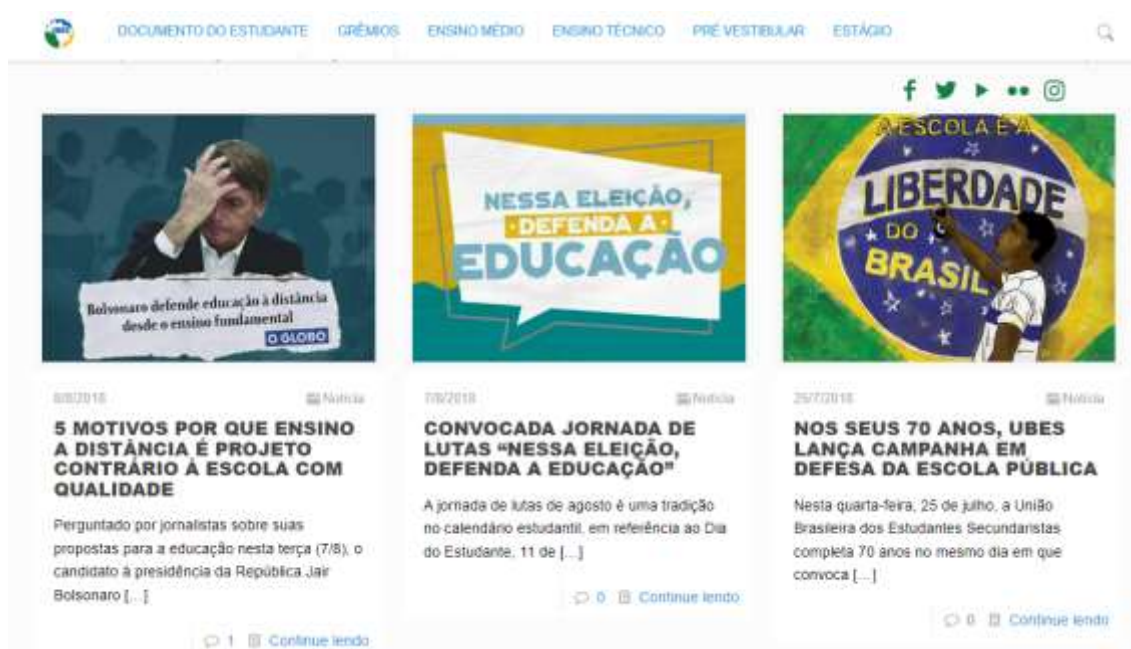 DOCUMENTO DO ESTUDANTE GRÊMIOS ENSINO MÉDIO ENSINO TÉCNICO PRÉ VESTIBULAR ESTÁGIO
Bolsonaro defende educação à distância
desde o ensino fundamental
O GLOBO
NESSA ELEIÇÃO,
DEFENDA A
EDUCAÇÃO
A ESCOLA É A
LIBERDADE
DO
BRASIL
8/8/2018 Notícia
5 MOTIVOS POR QUE ENSINO
A DISTÂNCIA É PROJETO
CONTRÁRIO À ESCOLA COM
QUALIDADE
Perguntado por jornalistas sobre suas
propostas para a educação nesta terça (7/8), o
candidato à presidência da República Jair
Bolsonaro [...]
1 Continue lendo
7/8/2018 Notícia
CONVOCADA JORNADA DE
LUTAS “NESSA ELEIÇÃO,
DEFENDA A EDUCAÇÃO”
A jornada de lutas de agosto é uma tradição
no calendário estudantil, em referência ao Dia
do Estudante, 11 de [...]
0 Continue lendo
25/7/2018 Notícia
NOS SEUS 70 ANOS, UBES
LANÇA CAMPANHA EM
DEFESA DA ESCOLA PÚBLICA
Nesta quarta-feira, 25 de julho, a União
Brasileira dos Estudantes Secundaristas
completa 70 anos no mesmo dia em que
convoca [...]
0 Continue lendo